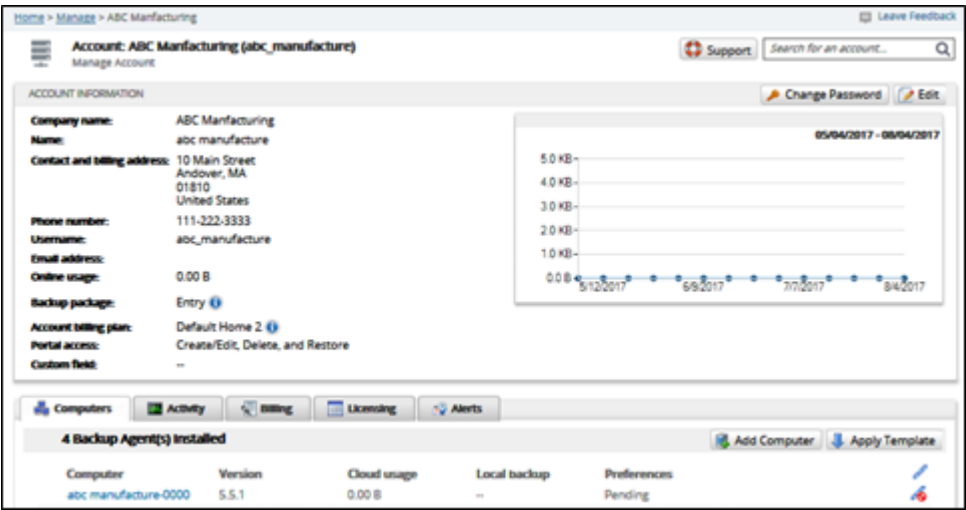 Home > Manage > ABC Manfacturing
Leave Feedback
Account: ABC Manfacturing (abc_manufacture)
Manage Account
Support
Search for an account...
ACCOUNT INFORMATION
Change Password
Edit
Company name: ABC Manfacturing
Name: abc manufacture
Contact and billing address: 10 Main Street
Andover, MA
01810
United States
Phone number: 111-222-3333
Username: abc_manufacture
Email address:
Online usage: 0.00 B
Backup package: Entry
Account billing plan: Default Home 2
Portal access: Create/Edit, Delete, and Restore
Custom field: --
05/04/2017 - 08/04/2017
5.0 KB
4.0 KB
3.0 KB
2.0 KB
1.0 KB
0.0 B
5/12/2017 6/9/2017 7/7/2017 8/4/2017
Computers Activity Billing Licensing Alerts
4 Backup Agent(s) Installed
Add Computer Apply Template
Computer Version Cloud usage Local backup Preferences
abc manufacture-0000 5.5.1 0.00 B -- Pending